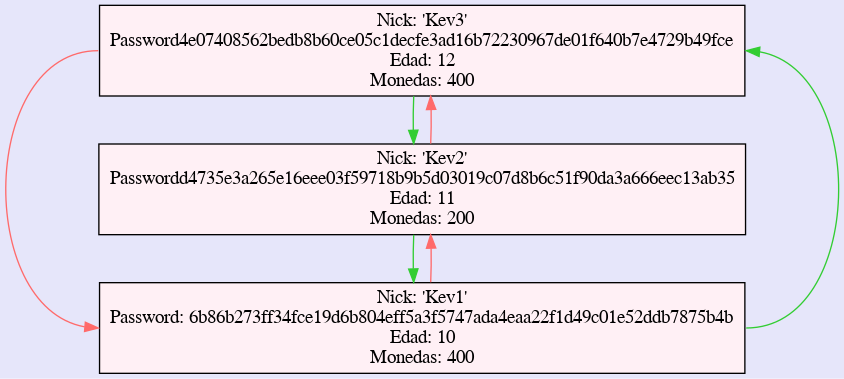 Nick: 'Kev3'
Password4e07408562bedb8b60ce05c1decfe3ad16b72230967de01f640b7e4729b49fce
Edad: 12
Monedas: 400
Nick: 'Kev2'
Passwordd4735e3a265e16eee03f59718b9b5d03019c07d8b6c51f90da3a666eec13ab35
Edad: 11
Monedas: 200
Nick: 'Kev1'
Password: 6b86b273ff34fce19d6b804eff5a3f5747ada4eaa22f1d49c01e52ddb7875b4b
Edad: 10
Monedas: 400